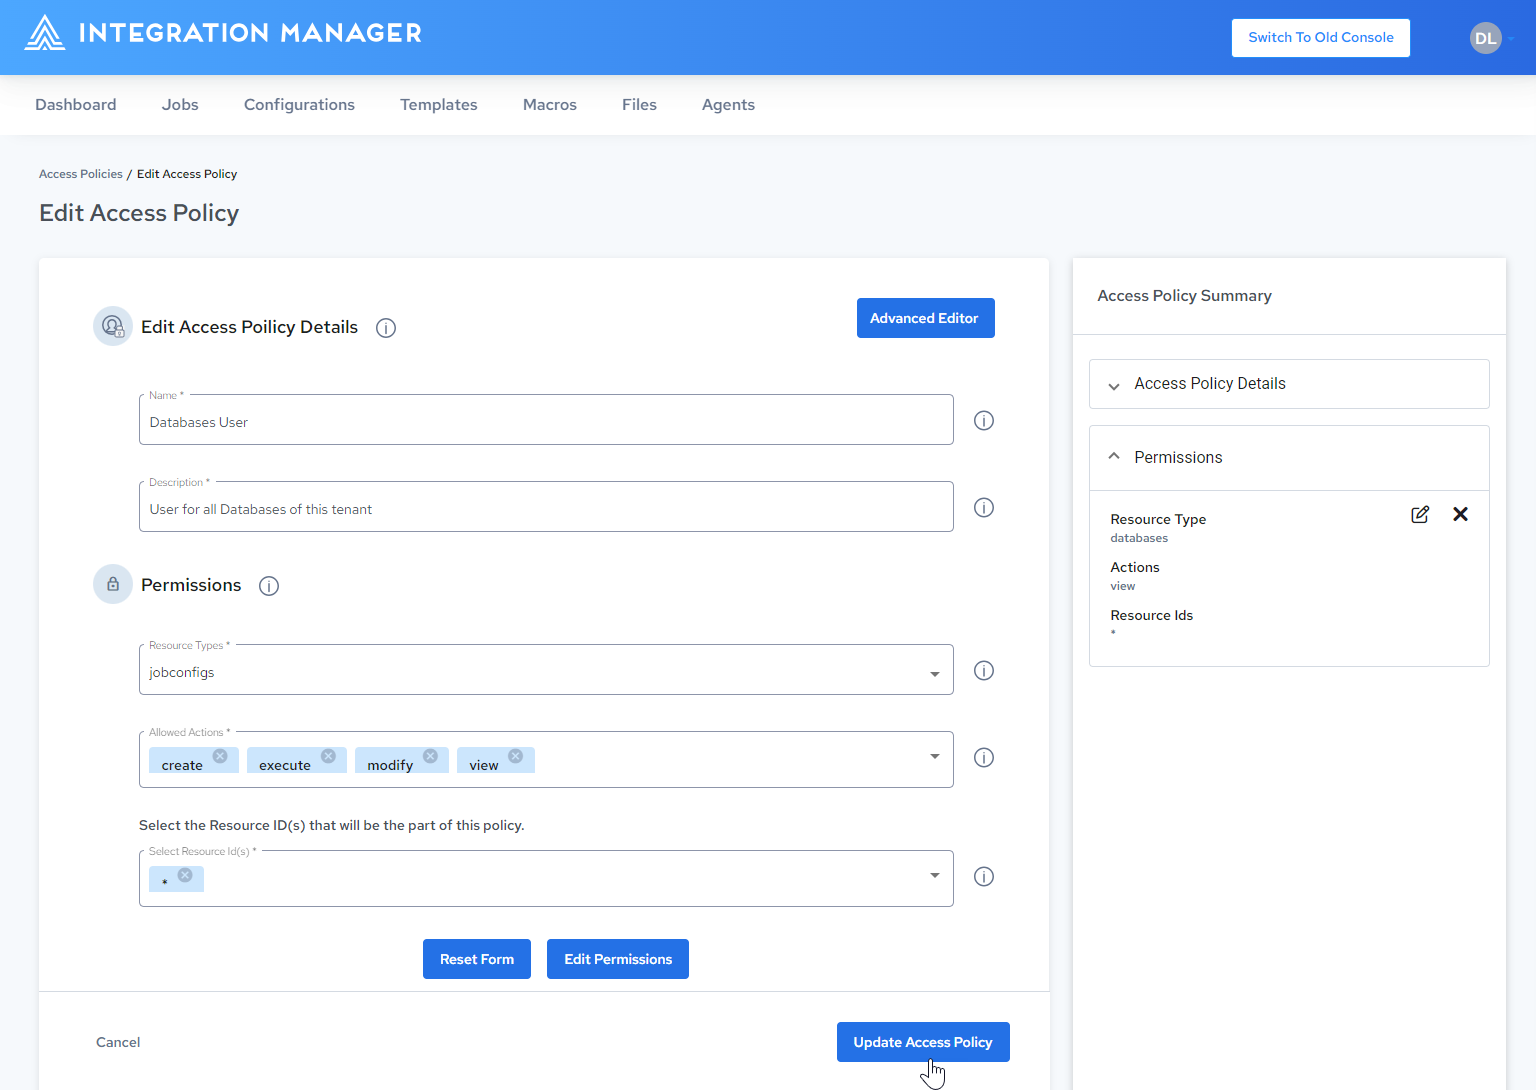 INTEGRATION MANAGER
Switch To Old Console
DL
Dashboard
Jobs
Configurations
Templates
Macros
Files
Agents
Access Policies / Edit Access Policy
Edit Access Policy
Edit Access Poilicy Details
Advanced Editor
Name *
Databases User
Description *
User for all Databases of this tenant
Permissions
Resource Types *
jobconfigs
Allowed Actions *
create
execute
modify
view
Select the Resource ID(s) that will be the part of this policy.
Select Resource Id(s) *
*
Reset Form
Edit Permissions
Cancel
Update Access Policy
Access Policy Summary
Access Policy Details
Permissions
Resource Type
databases
Actions
view
Resource Ids
*